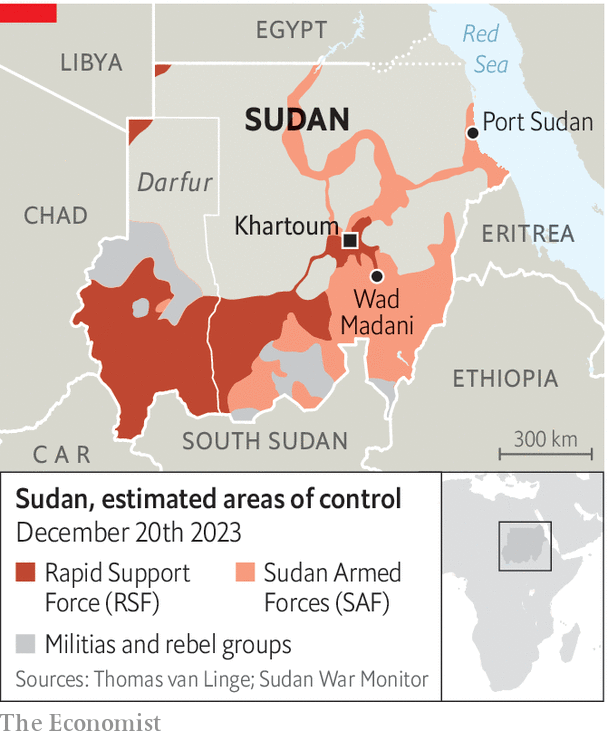 EGYPT
Red
Sea
LIBYA
SUDAN
Port Sudan
Darfur
CHAD
Khartoum
ERITREA
Wad
Madani
ETHIOPIA
300 km
SOUTH SUDAN
CAR
Sudan, estimated areas of control
December 20th 2023
Rapid Support
Force (RSF)
Sudan Armed
Forces (SAF)
Militias and rebel groups
Sources: Thomas van Linge; Sudan War Monitor
The Economist